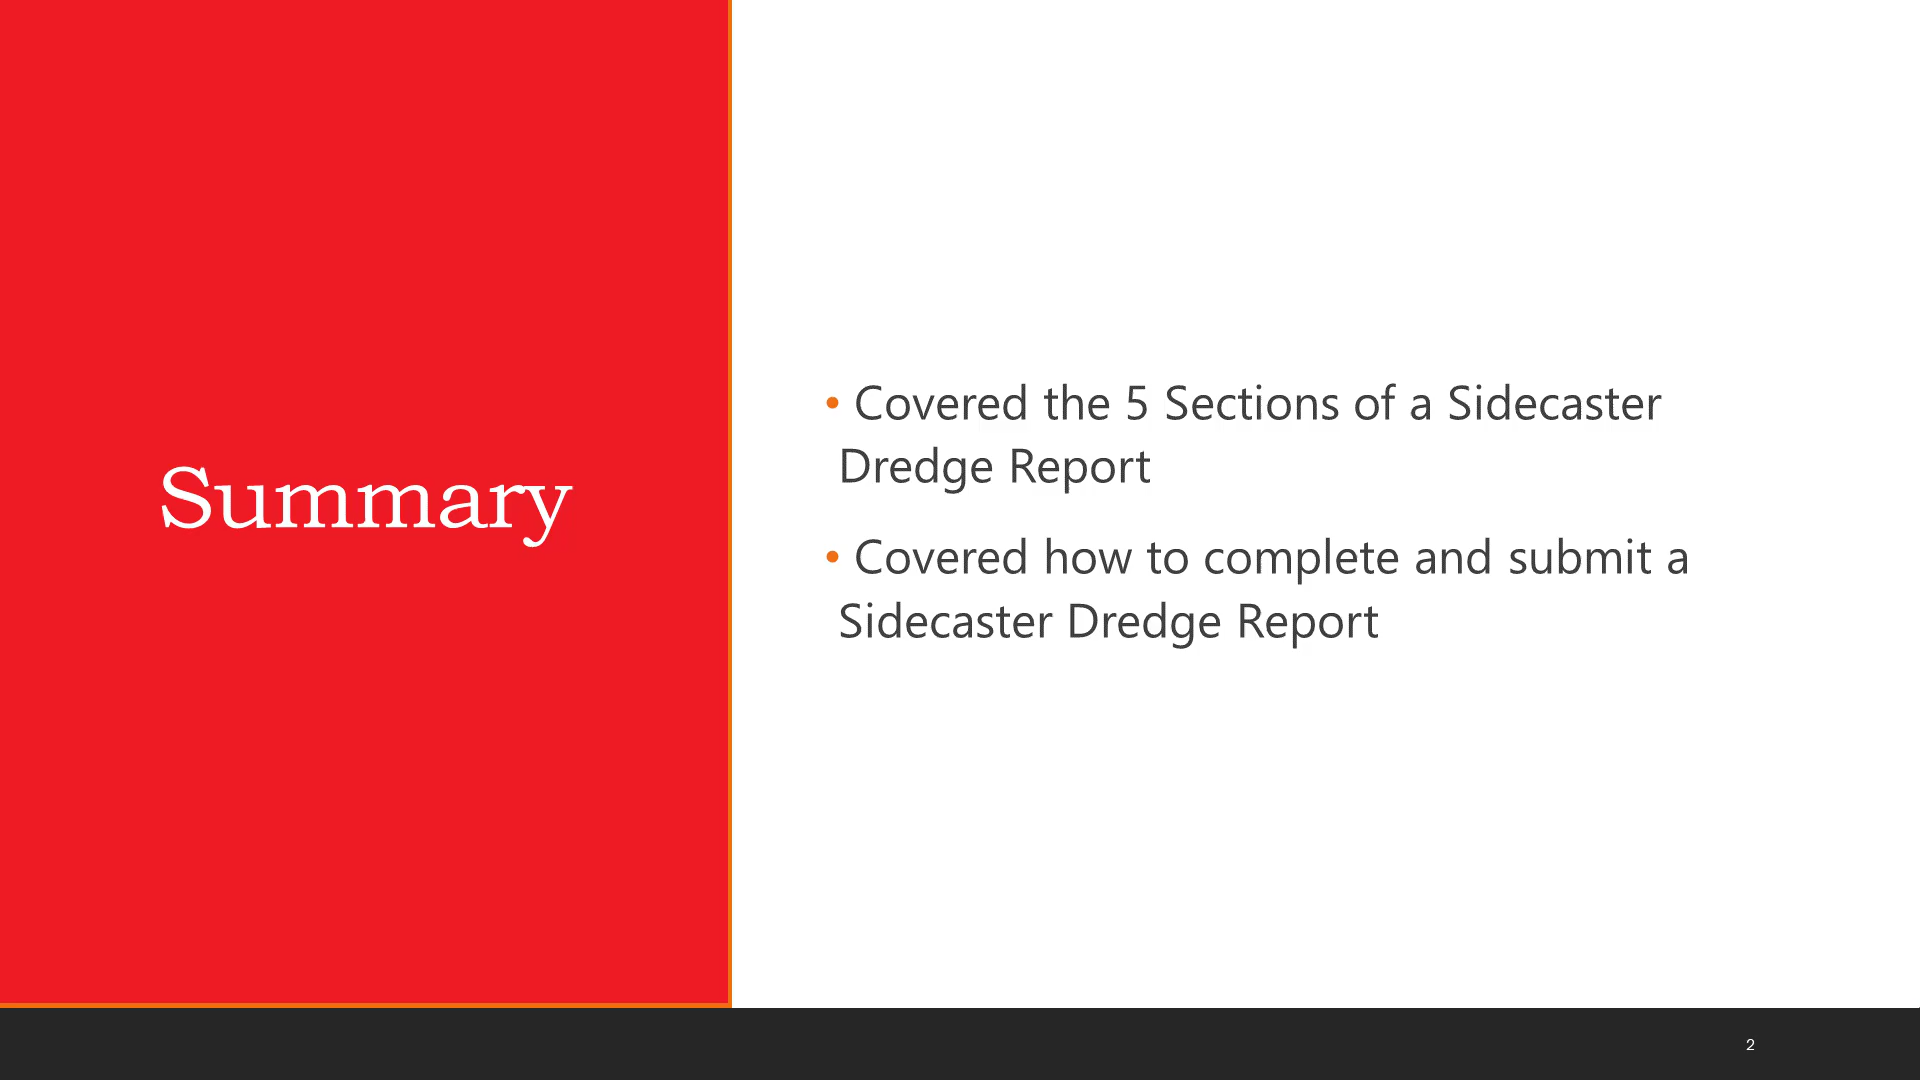 Summary
• Covered the 5 Sections of a Sidecaster
Dredge Report
• Covered how to complete and submit a
Sidecaster Dredge Report
2